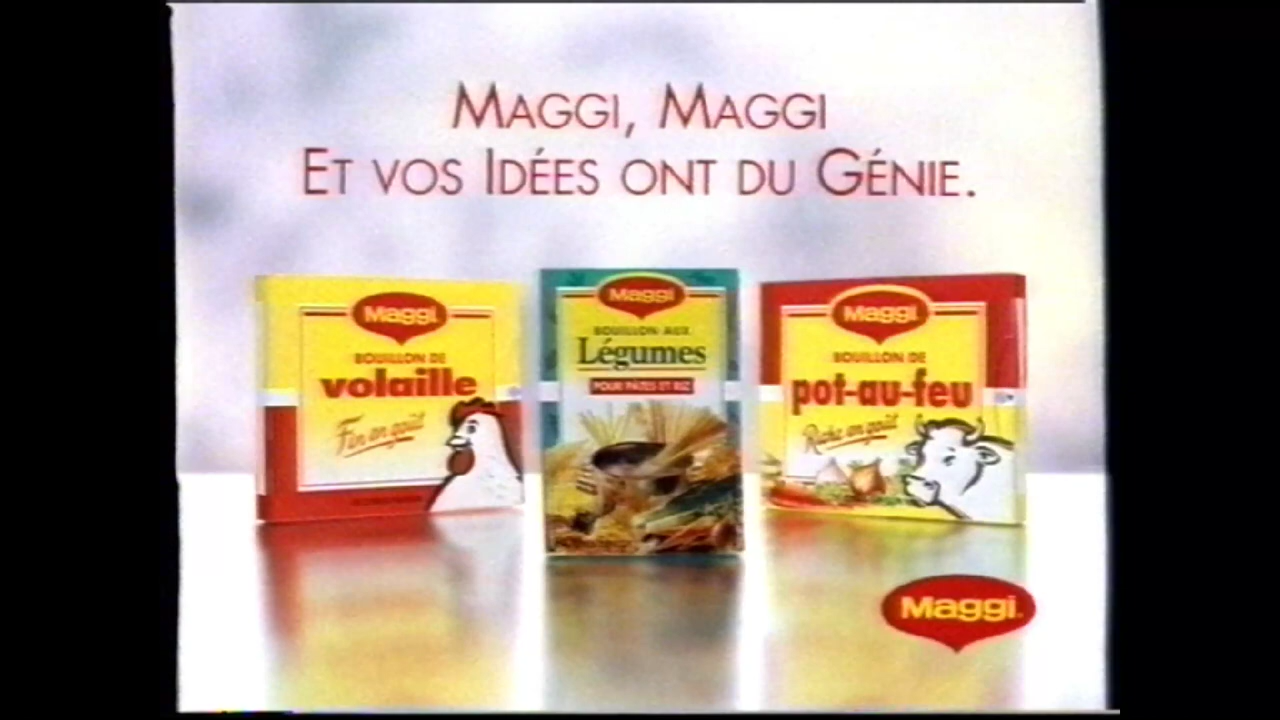 MAGGI, MAGGI
ET VOS IDÉES ONT DU GÉNIE.
Maggi
BOUILLON DE
volaille
Fin en goût
Maggi
BOUILLON AUX
Légumes
POUR PÂTES ET RIZ
Maggi
BOUILLON DE
pot-au-feu
Riche en goût
Maggi